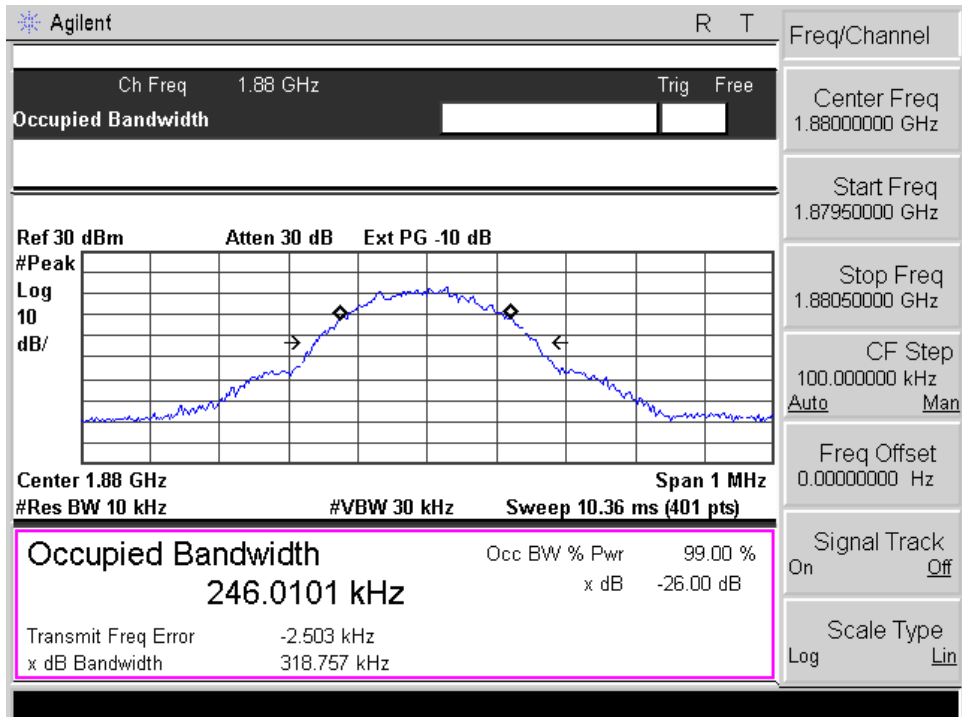 Agilent R T
Ch Freq 1.88 GHz Trig Free
Occupied Bandwidth
Ref 30 dBm Atten 30 dB Ext PG -10 dB
#Peak
Log
10
dB/
Center 1.88 GHz Span 1 MHz
#Res BW 10 kHz #VBW 30 kHz Sweep 10.36 ms (401 pts)
Occupied Bandwidth Occ BW % Pwr 99.00 %
246.0101 kHz x dB -26.00 dB
Transmit Freq Error -2.503 kHz
x dB Bandwidth 318.757 kHz
Freq/Channel
Center Freq
1.88000000 GHz
Start Freq
1.87950000 GHz
Stop Freq
1.88050000 GHz
CF Step
100.000000 kHz
Auto Man
Freq Offset
0.00000000 Hz
Signal Track
On Off
Scale Type
Log Lin